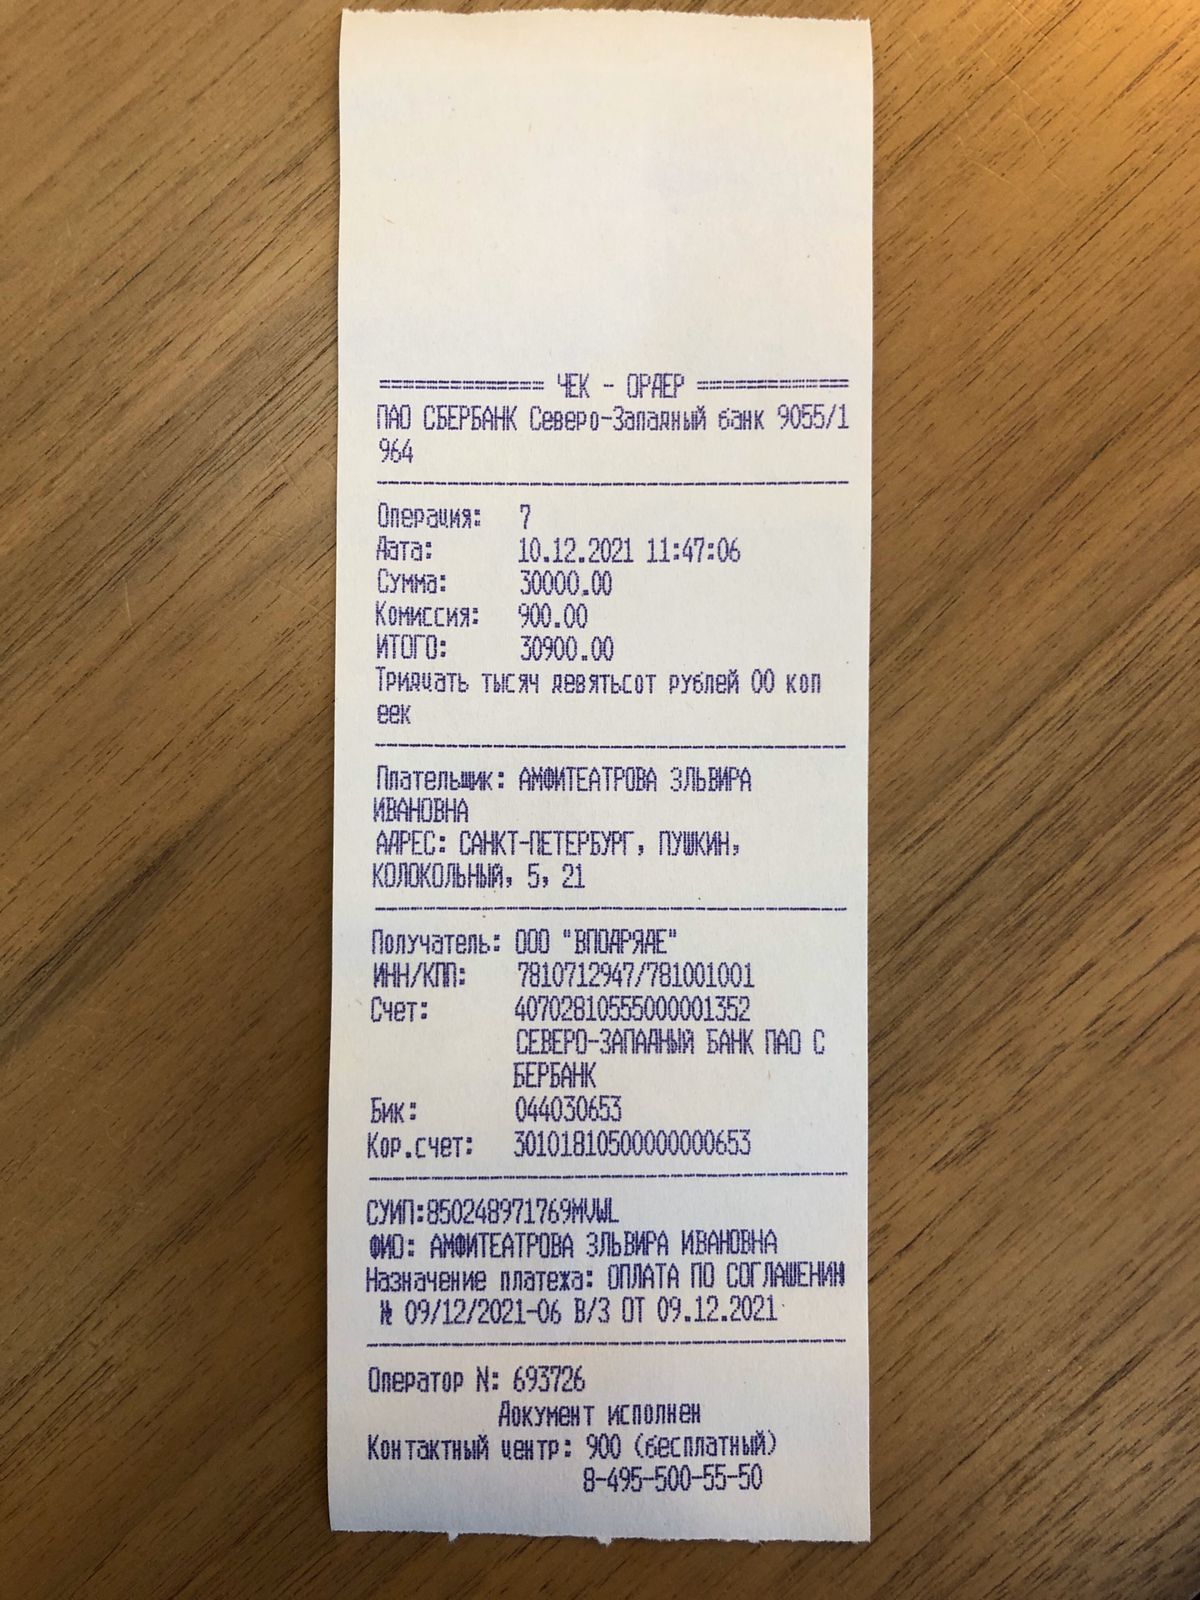 ============== ЧЕК - ОРДЕР =============
ПАО СБЕРБАНК Северо-Западный банк 9055/1
964
Операция: 7
Дата: 10.12.2021 11:47:06
Сумма: 30000.00
Комиссия: 900.00
ИТОГО: 30900.00
Тридцать тысяч девятьсот рублей 00 коп
еек
Плательщик: АМФИТЕАТРОВА ЭЛЬВИРА
ИВАНОВНА
АДРЕС: САНКТ-ПЕТЕРБУРГ, ПУШКИН,
КОЛОКОЛЬНЫЙ, 5, 21
Получатель: ООО "ВПОДРЯДЕ"
ИНН/КПП: 7810712947/781001001
Счет: 40702810555000001352
СЕВЕРО-ЗАПАДНЫЙ БАНК ПАО С
БЕРБАНК
Бик: 044030653
Кор.счет: 30101810500000000653
СУИП:850248971769MVWL
ФИО: АМФИТЕАТРОВА ЭЛЬВИРА ИВАНОВНА
Назначение платежа: ОПЛАТА ПО СОГЛАШЕНИЮ
№ 09/12/2021-06 В/З ОТ 09.12.2021
Оператор N: 693726
Документ исполнен
Контактный центр: 900 (бесплатный)
8-495-500-55-50